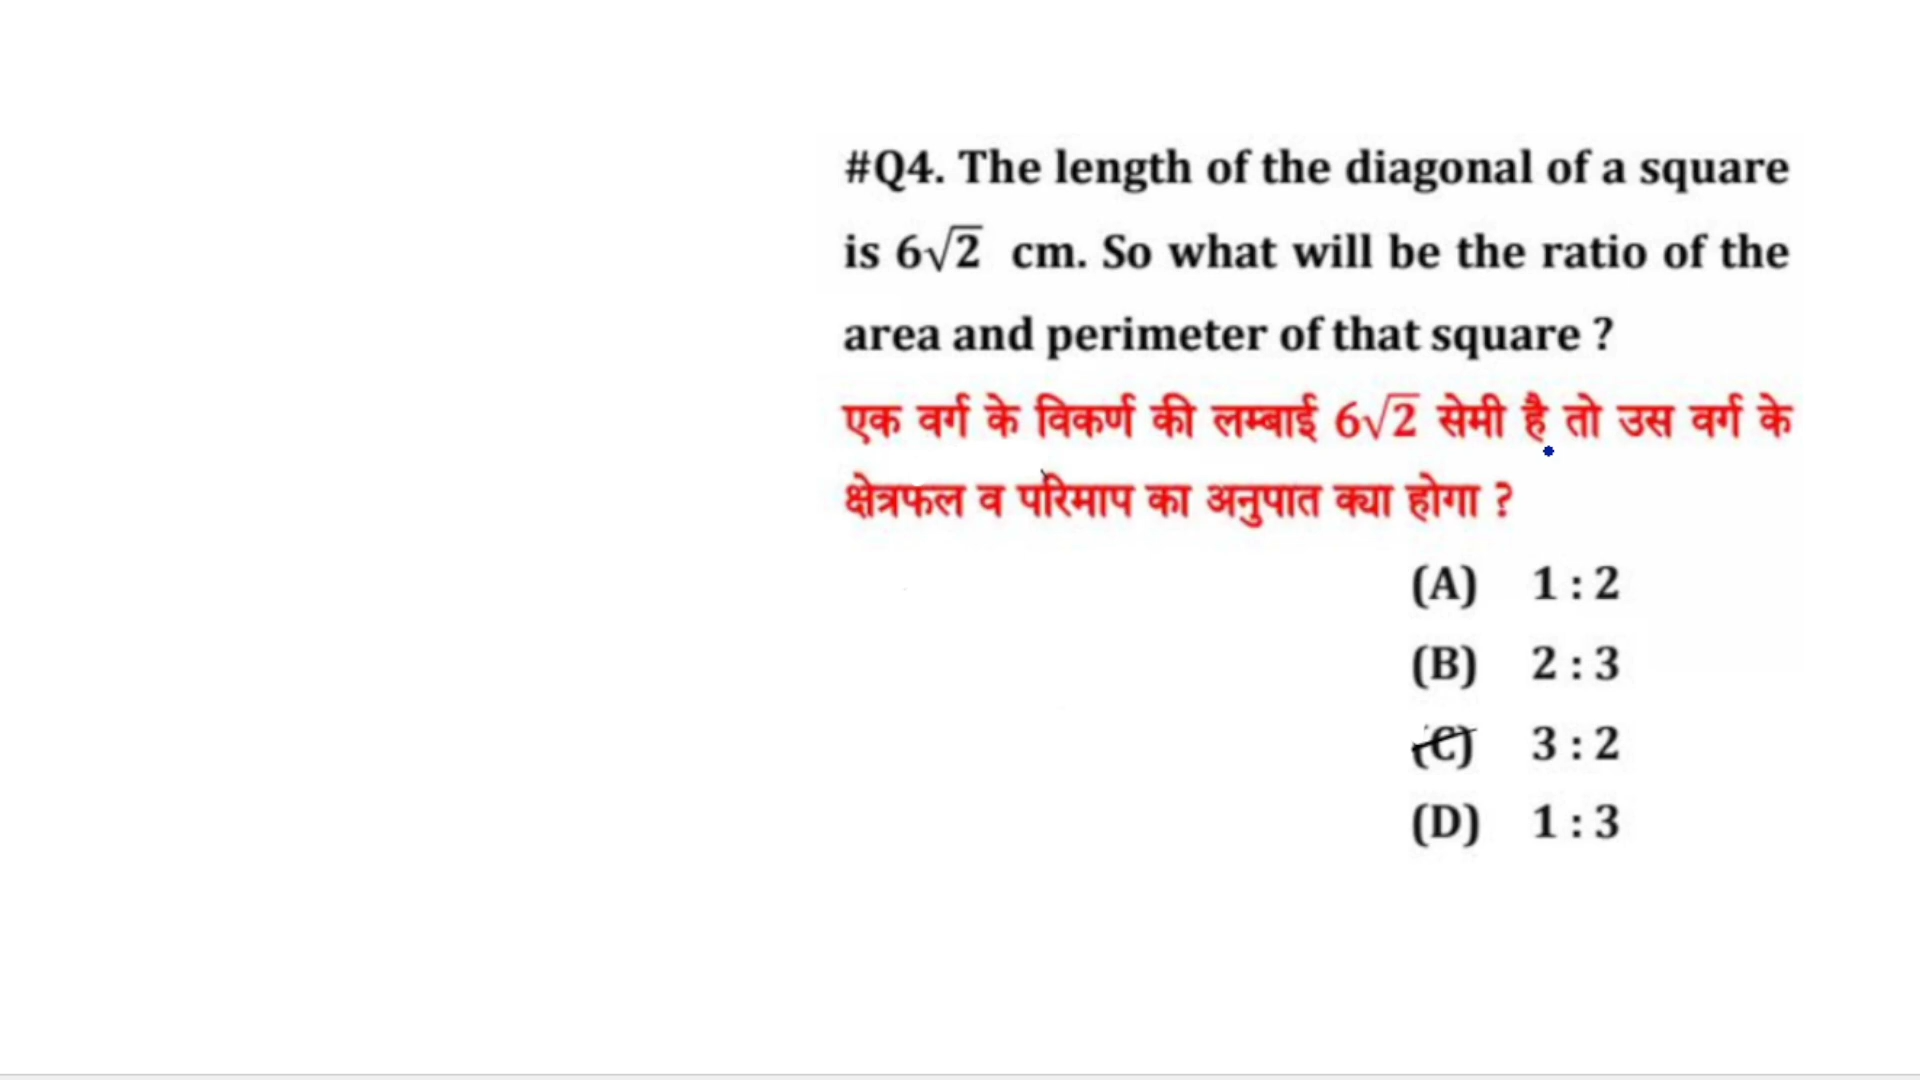 #Q4. The length of the diagonal of a square
is 6√2 cm. So what will be the ratio of the
area and perimeter of that square ?
एक वर्ग के विकर्ण की लम्बाई 6√2 सेमी है तो उस वर्ग के
क्षेत्रफल व परिमाप का अनुपात क्या होगा ?
(A) 1 : 2
(B) 2 : 3
(C) 3 : 2
(D) 1 : 3